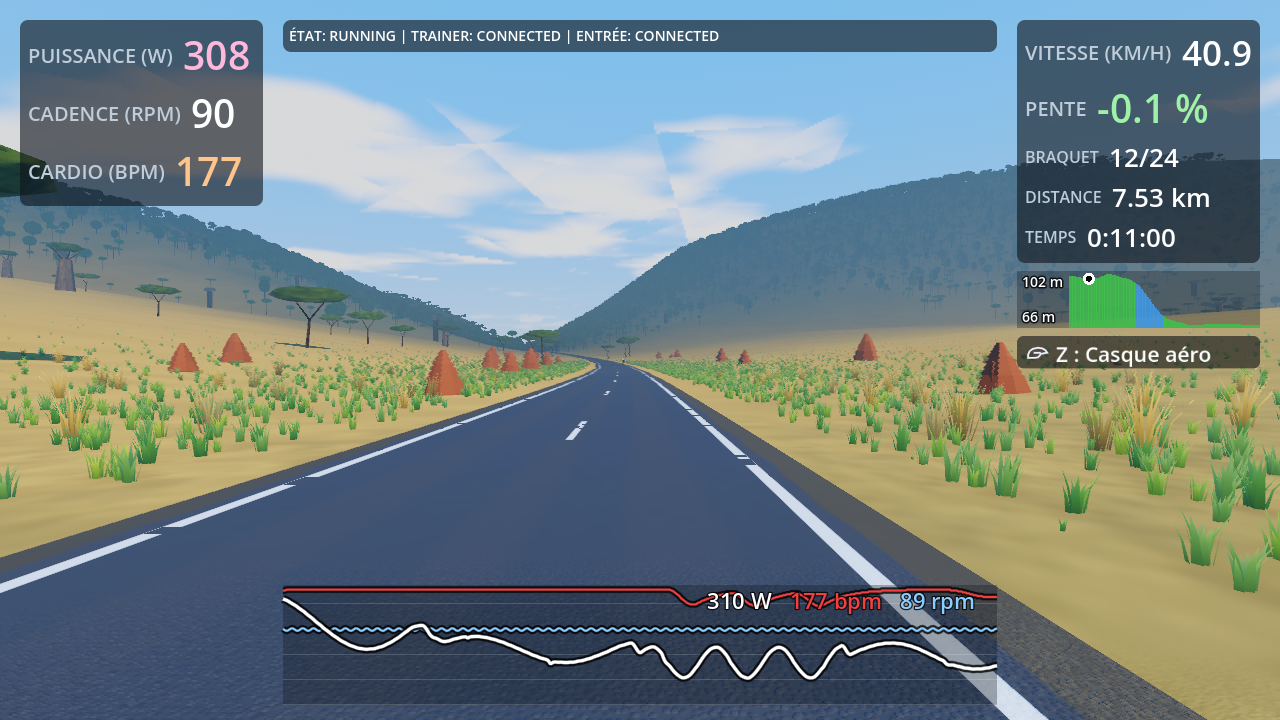 PUISSANCE (W) 308
CADENCE (RPM) 90
CARDIO (BPM) 177
ÉTAT: RUNNING | TRAINER: CONNECTED | ENTRÉE: CONNECTED
VITESSE (KM/H) 40.9
PENTE -0.1 %
BRAQUET 12/24
DISTANCE 7.53 km
TEMPS 0:11:00
102 m
66 m
Z : Casque aéro
310 W 177 bpm 89 rpm